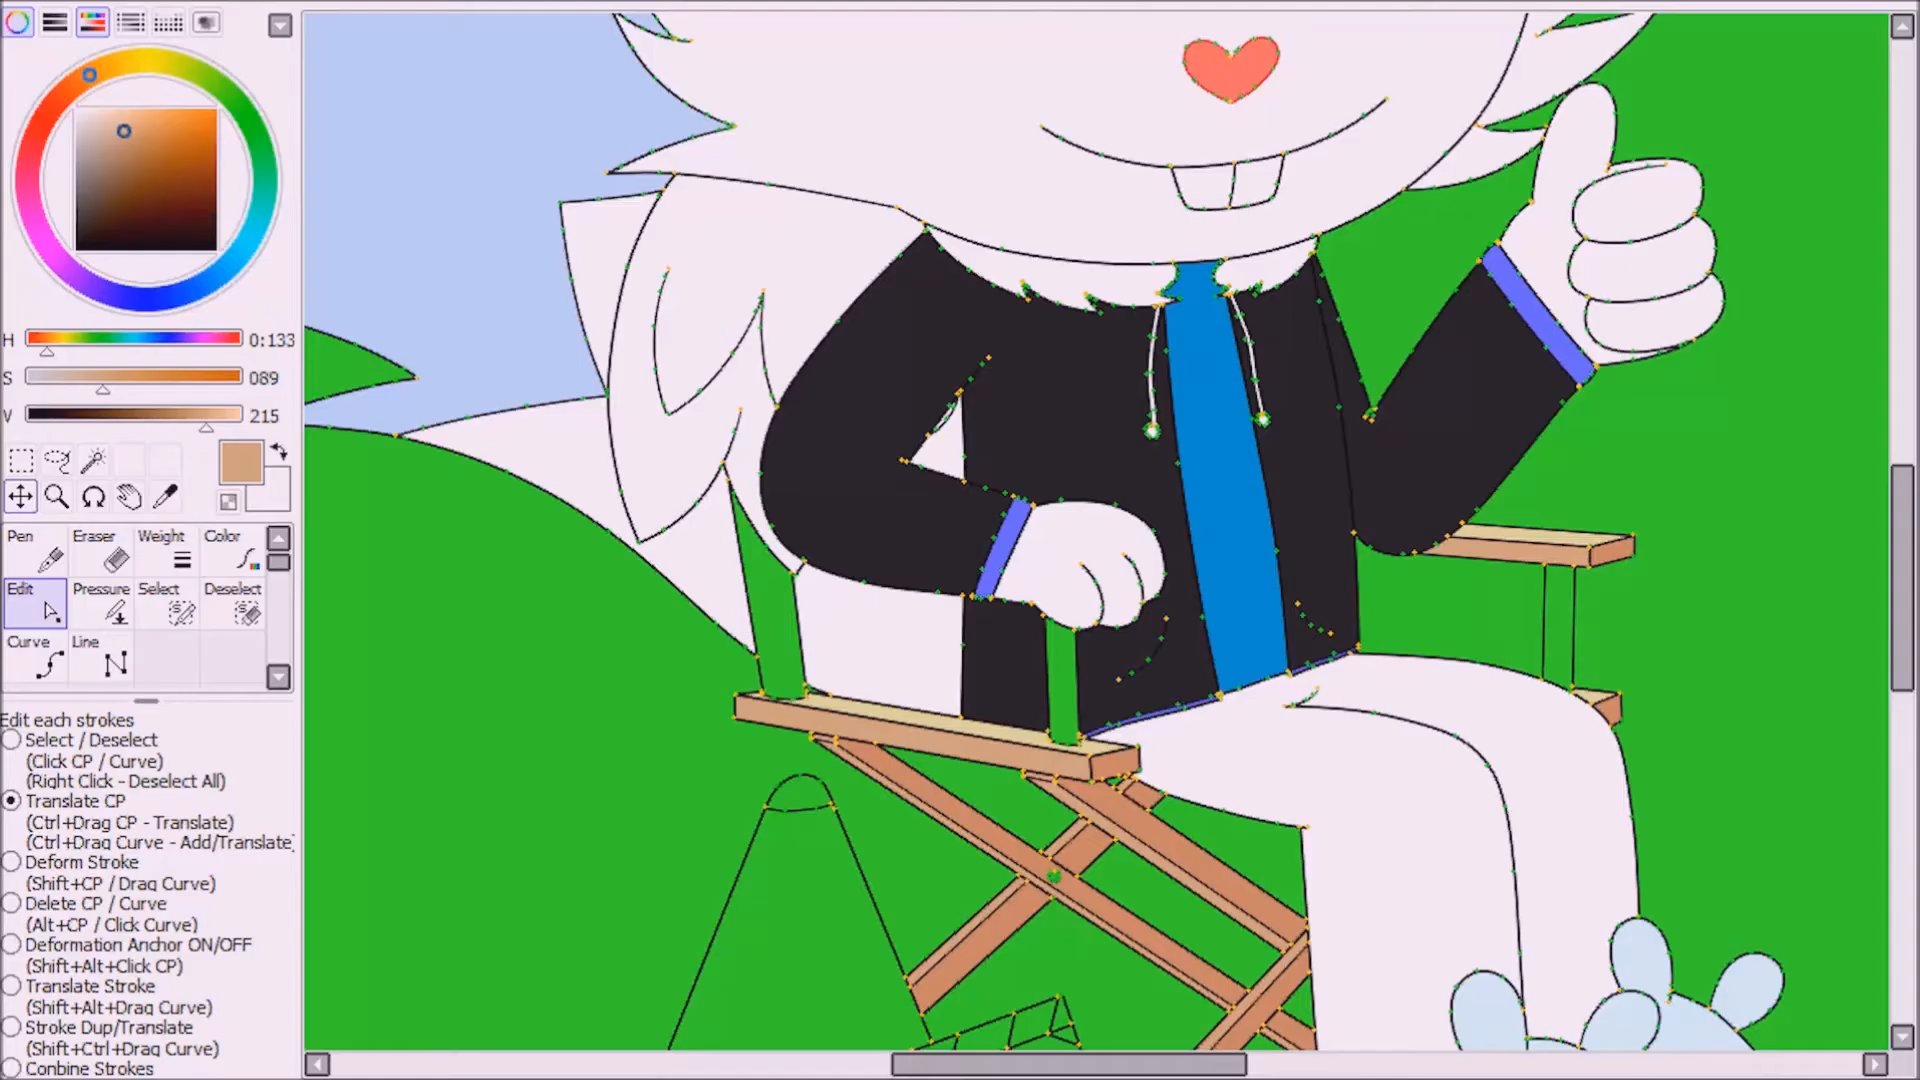 H 0:133
S 089
V 215
Pen Eraser Weight Color
Edit Pressure Select Deselect
Curve Line
Edit each strokes
Select / Deselect
(Click CP / Curve)
(Right Click - Deselect All)
Translate CP
(Ctrl+Drag CP - Translate)
(Ctrl+Drag Curve - Add/Translate)
Deform Stroke
(Shift+CP / Drag Curve)
Delete CP / Curve
(Alt+CP / Click Curve)
Deformation Anchor ON/OFF
(Shift+Alt+Click CP)
Translate Stroke
(Shift+Alt+Drag Curve)
Stroke Dup/Translate
(Shift+Ctrl+Drag Curve)
Conbine Strokes